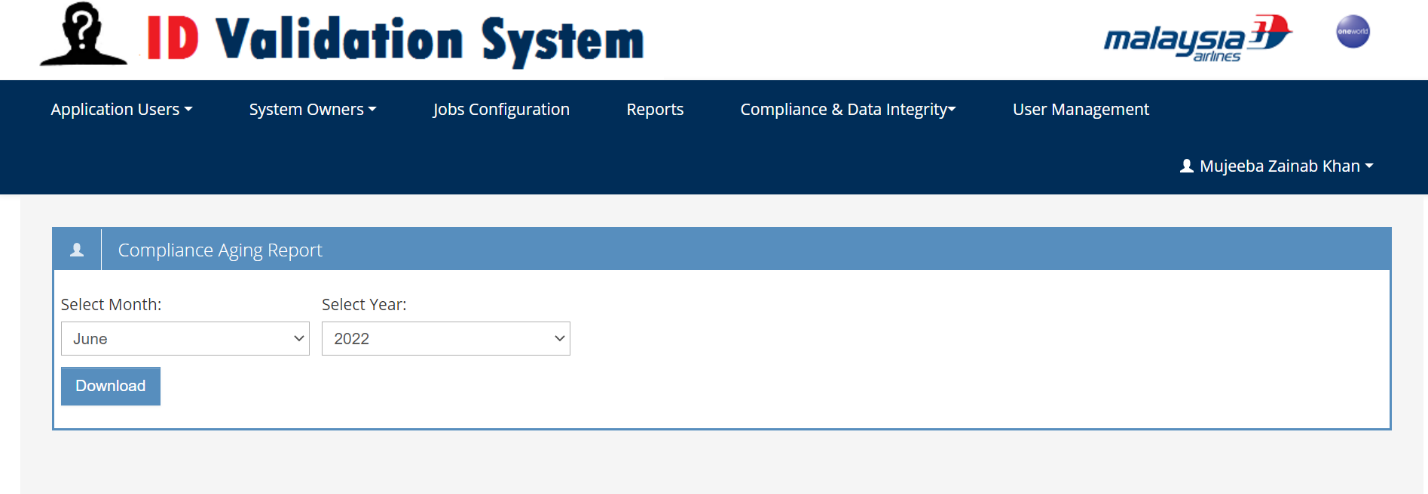 ID Validation System
malaysia
airlines
oneworld
Application Users System Owners Jobs Configuration Reports Compliance & Data Integrity User Management
Mujeeba Zainab Khan
Compliance Aging Report
Select Month: Select Year:
June 2022
Download